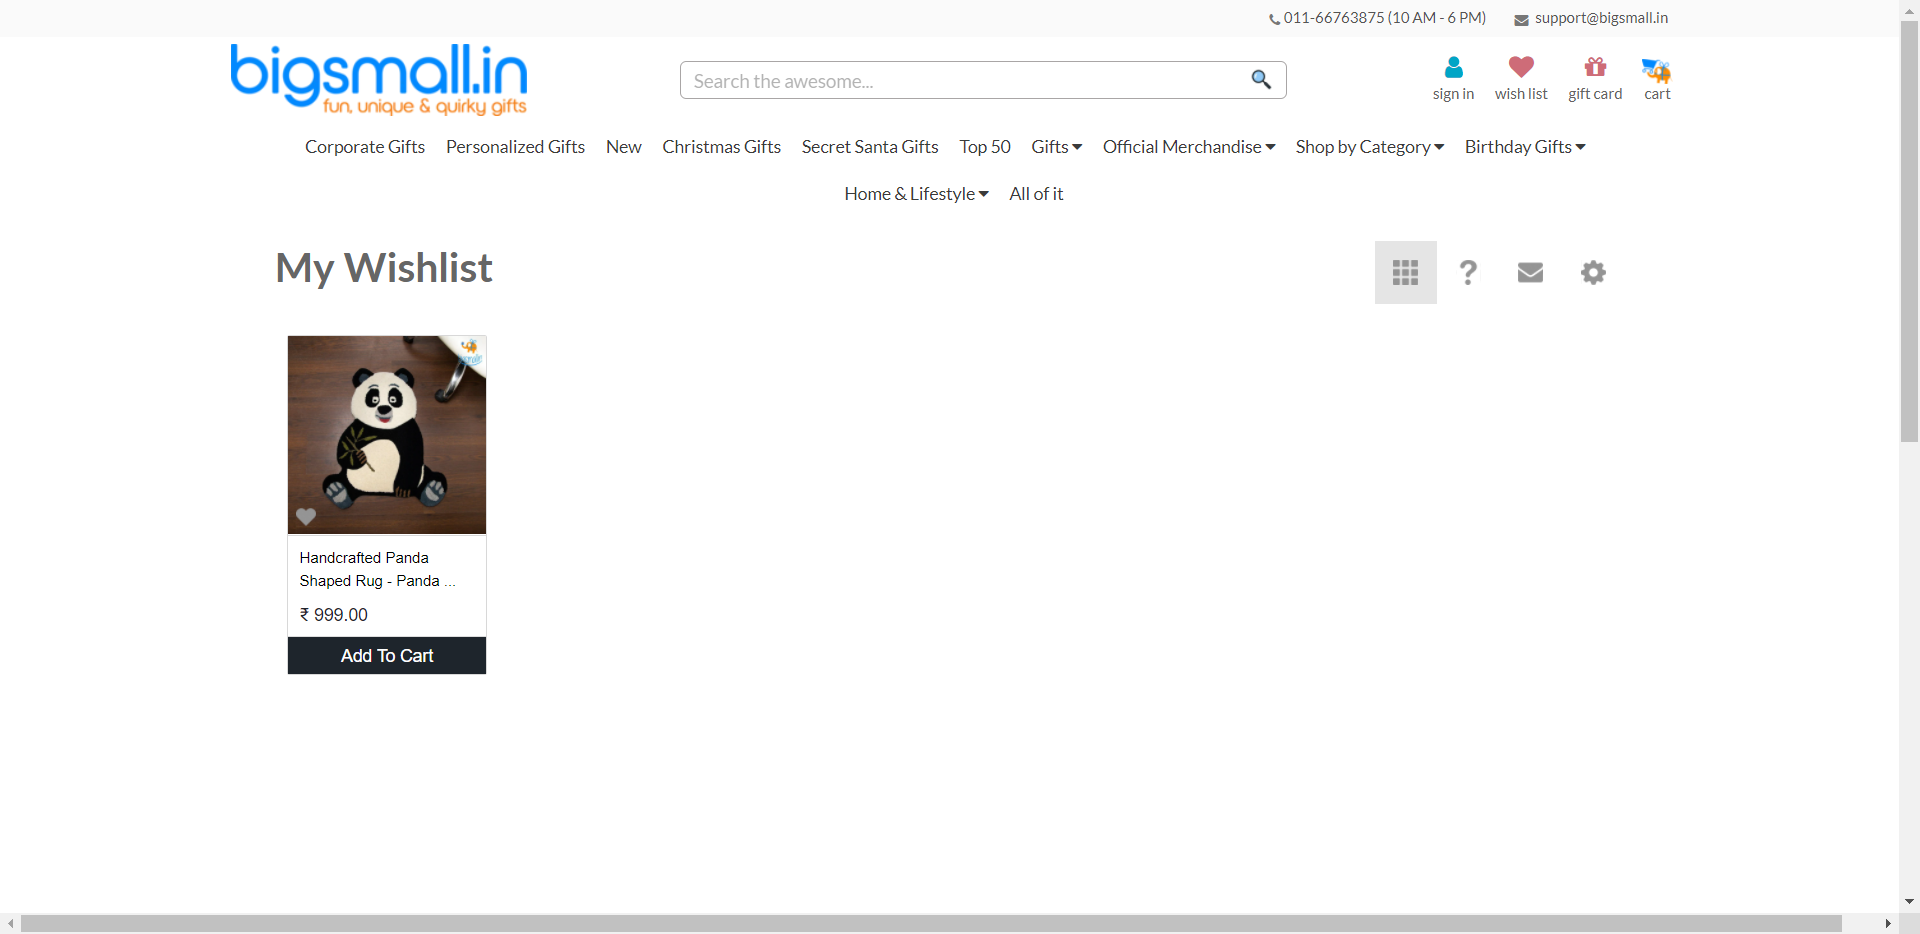 011-66763875 (10 AM - 6 PM) support@bigsmall.in
bigsmall.in
fun, unique & quirky gifts
Search the awesome...
sign in wish list gift card cart
Corporate Gifts Personalized Gifts New Christmas Gifts Secret Santa Gifts Top 50 Gifts Official Merchandise Shop by Category Birthday Gifts
Home & Lifestyle All of it
My Wishlist
?
Handcrafted Panda
Shaped Rug - Panda ...
₹ 999.00
Add To Cart